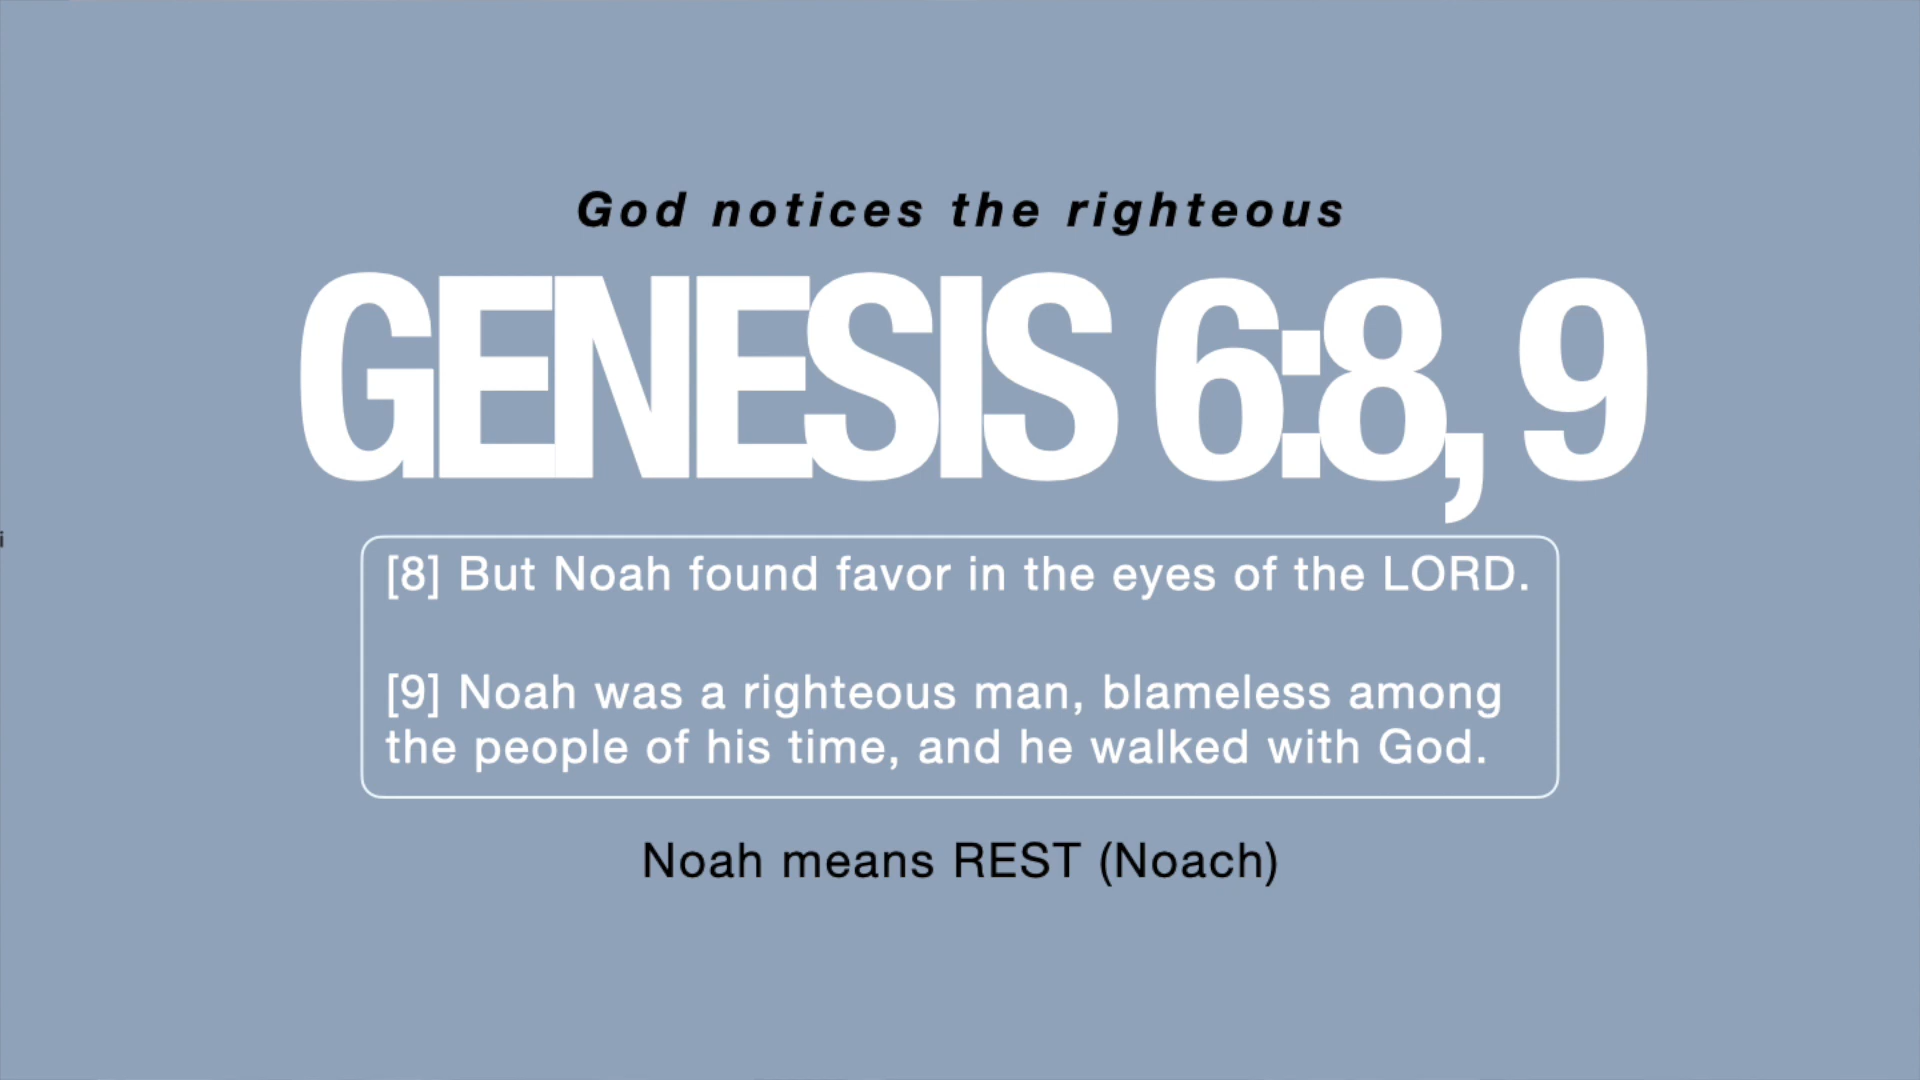 God notices the righteous
GENESIS 6:8, 9
[8] But Noah found favor in the eyes of the LORD.
[9] Noah was a righteous man, blameless among
the people of his time, and he walked with God.
Noah means REST (Noach)